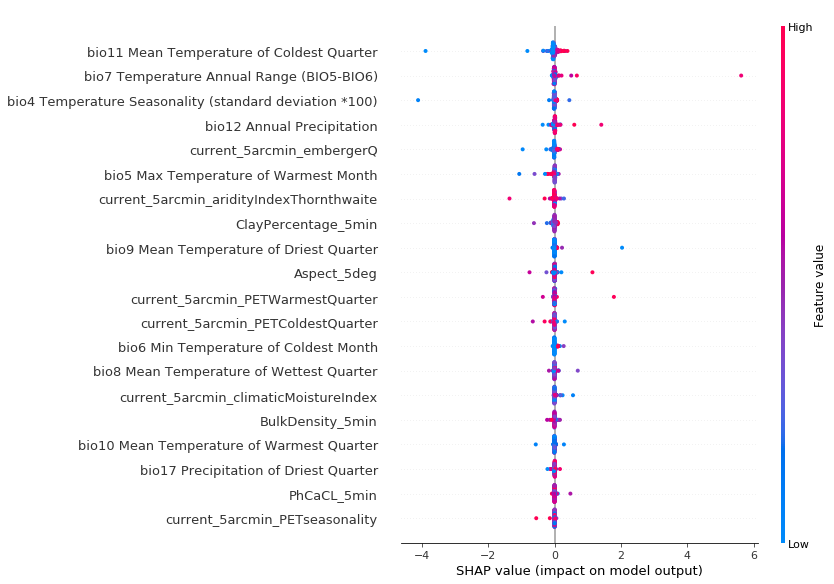 High
bio11 Mean Temperature of Coldest Quarter
bio7 Temperature Annual Range (BIO5-BIO6)
bio4 Temperature Seasonality (standard deviation *100)
bio12 Annual Precipitation
current_5arcmin_embergerQ
bio5 Max Temperature of Warmest Month
current_5arcmin_aridityIndexThornthwaite
ClayPercentage_5min
bio9 Mean Temperature of Driest Quarter
Aspect_5deg
current_5arcmin_PETWarmestQuarter
current_5arcmin_PETColdestQuarter
bio6 Min Temperature of Coldest Month
bio8 Mean Temperature of Wettest Quarter
current_5arcmin_climaticMoistureIndex
BulkDensity_5min
bio10 Mean Temperature of Warmest Quarter
bio17 Precipitation of Driest Quarter
PhCaCL_5min
current_5arcmin_PETseasonality
Feature value
Low
−4 −2 0 2 4 6
SHAP value (impact on model output)